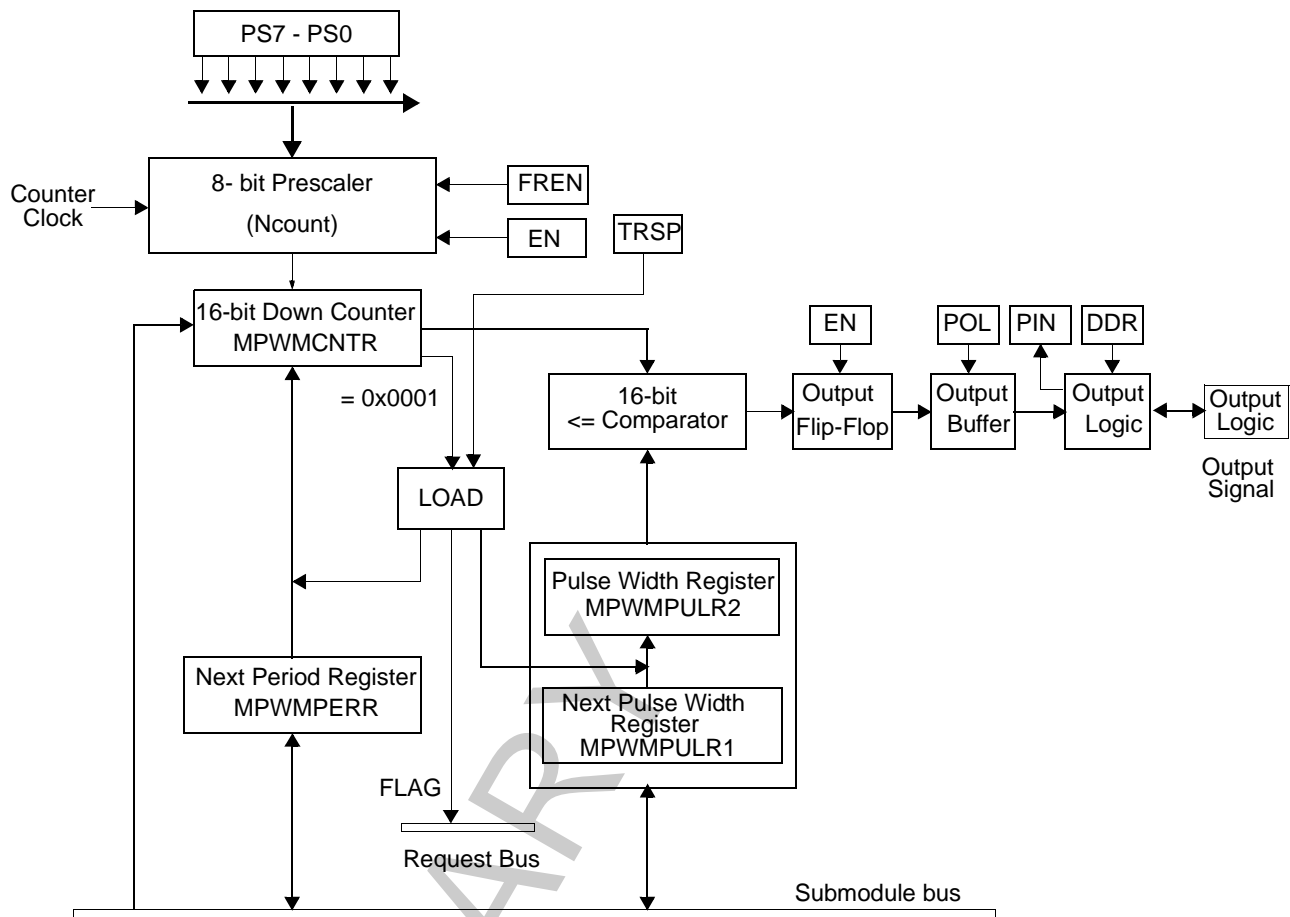 PS7 - PS0
8- bit Prescaler
(Ncount)
Counter
Clock
FREN
EN
TRSP
16-bit Down Counter
MPWMCNTR
= 0x0001
LOAD
16-bit
<= Comparator
EN
Output
Flip-Flop
POL
Output
Buffer
PIN
DDR
Output
Logic
Output
Logic
Output
Signal
Pulse Width Register
MPWMPULR2
Next Pulse Width
Register
MPWMPULR1
Next Period Register
MPWMPERR
FLAG
Request Bus
Submodule bus
ARY